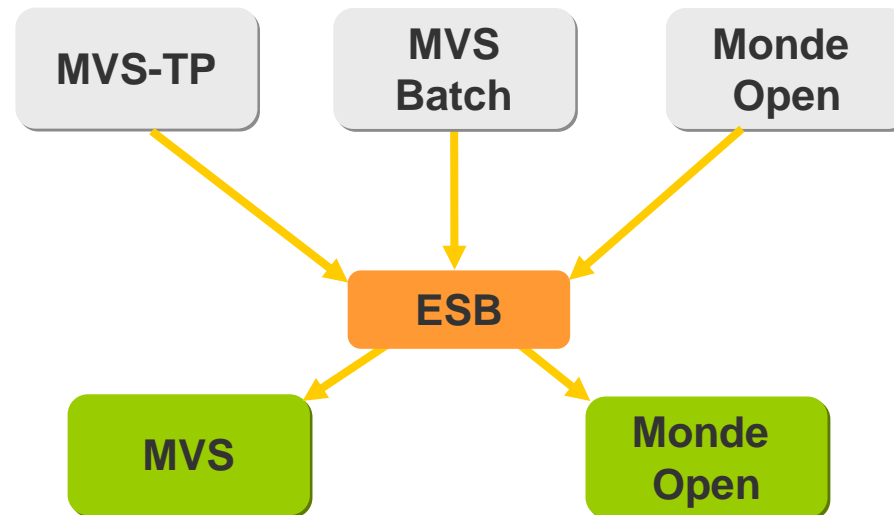 MVS-TP
MVS
Batch
Monde
Open
ESB
MVS
Monde
Open